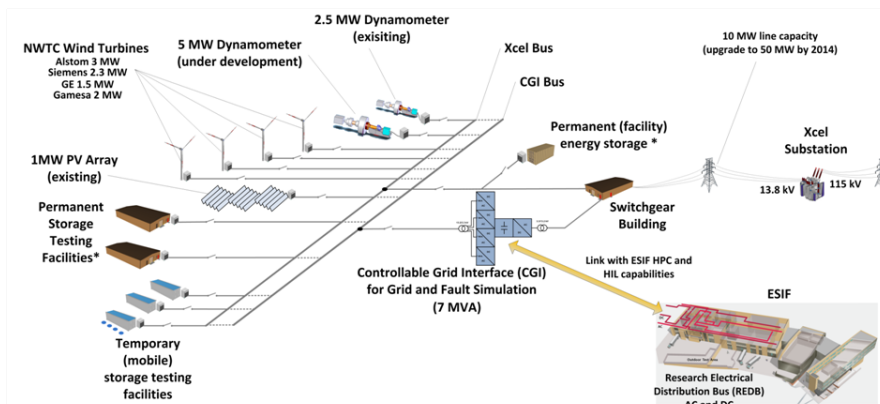 NWTC Wind Turbines
Alstom 3 MW
Siemens 2.3 MW
GE 1.5 MW
Gamesa 2 MW
5 MW Dynamometer
(under development)
2.5 MW Dynamometer
(exisiting)
Xcel Bus
CGI Bus
10 MW line capacity
(upgrade to 50 MW by 2014)
Permanent (facility)
energy storage *
Xcel
Substation
13.8 kV
115 kV
1MW PV Array
(existing)
Switchgear
Building
Permanent
Storage
Testing
Facilities*
Controllable Grid Interface (CGI)
for Grid and Fault Simulation
(7 MVA)
Link with ESIF HPC and
HIL capabilities
ESIF
Temporary
(mobile)
storage testing
facilities
Research Electrical
Distribution Bus (REDB)
AC and DC